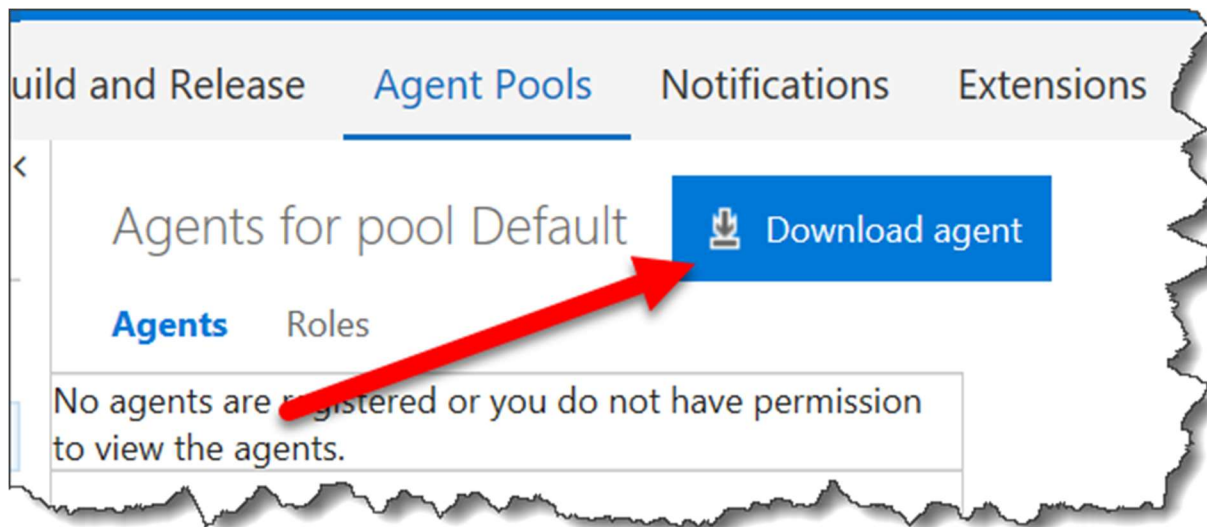 uild and Release Agent Pools Notifications Extensions
<
Agents for pool Default Download agent
Agents Roles
No agents are registered or you do not have permission
to view the agents.